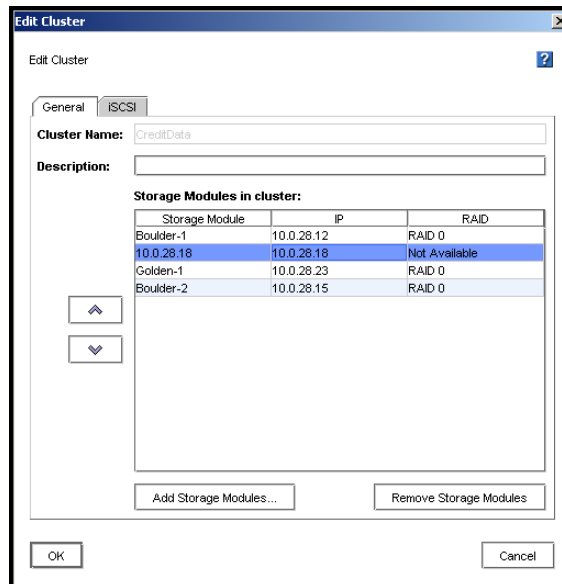 Edit Cluster
Edit Cluster
?
General iSCSI
Cluster Name: CreditData
Description:
Storage Modules in cluster:
Storage Module IP RAID
Boulder-1 10.0.28.12 RAID 0
10.0.28.18 10.0.28.18 Not Available
Golden-1 10.0.28.23 RAID 0
Boulder-2 10.0.28.15 RAID 0
Add Storage Modules... Remove Storage Modules
OK Cancel